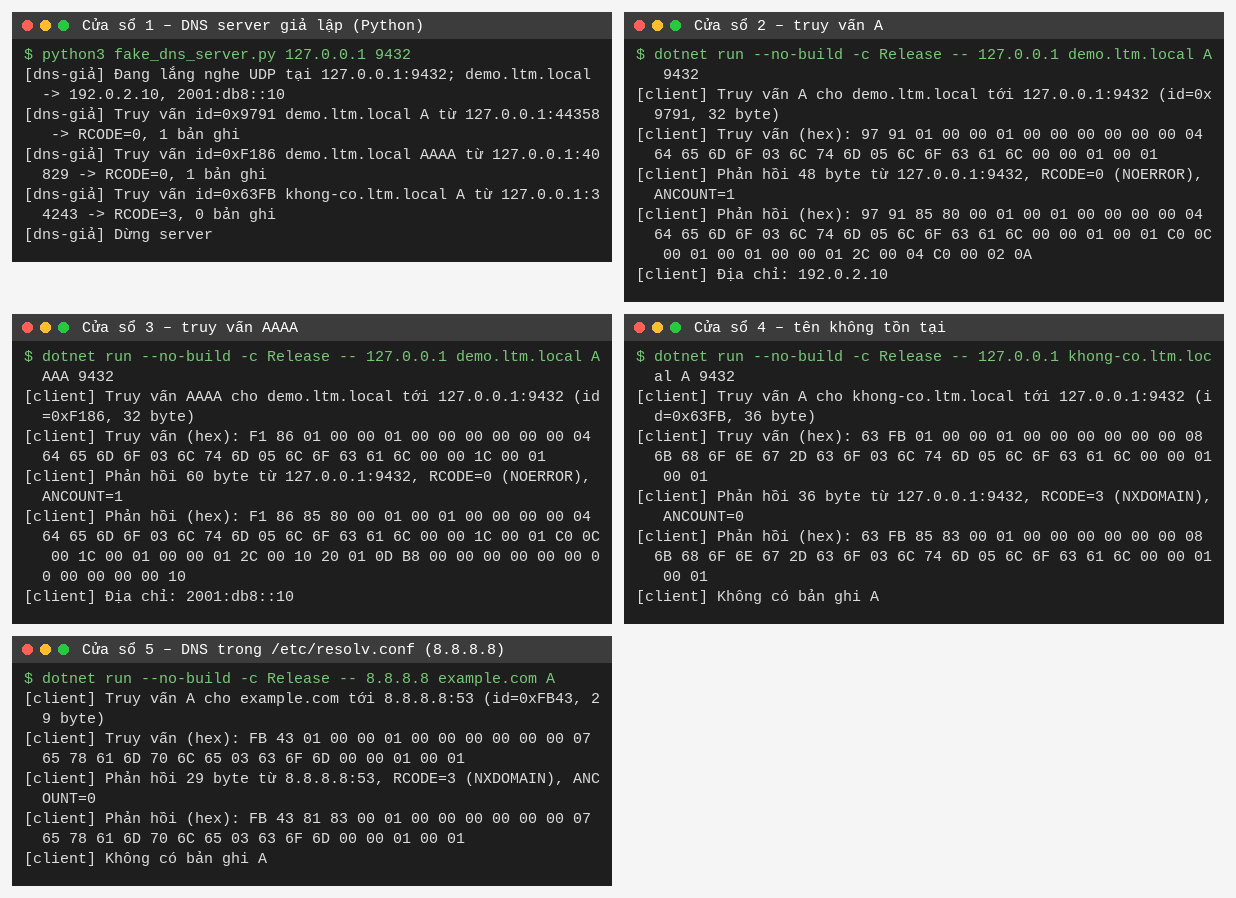 Cửa sổ 1 – DNS server giả lập (Python)
$ python3 fake_dns_server.py 127.0.0.1 9432
[dns-giả] Đang lắng nghe UDP tại 127.0.0.1:9432; demo.ltm.local
-> 192.0.2.10, 2001:db8::10
[dns-giả] Truy vấn id=0x9791 demo.ltm.local A từ 127.0.0.1:44358
-> RCODE=0, 1 bản ghi
[dns-giả] Truy vấn id=0xF186 demo.ltm.local AAAA từ 127.0.0.1:40
829 -> RCODE=0, 1 bản ghi
[dns-giả] Truy vấn id=0x63FB khong-co.ltm.local A từ 127.0.0.1:3
4243 -> RCODE=3, 0 bản ghi
[dns-giả] Dừng server
Cửa sổ 2 – truy vấn A
$ dotnet run --no-build -c Release -- 127.0.0.1 demo.ltm.local A
9432
[client] Truy vấn A cho demo.ltm.local tới 127.0.0.1:9432 (id=0x
9791, 32 byte)
[client] Truy vấn (hex): 97 91 01 00 00 01 00 00 00 00 00 00 04
64 65 6D 6F 03 6C 74 6D 05 6C 6F 63 61 6C 00 00 01 00 01
[client] Phản hồi 48 byte từ 127.0.0.1:9432, RCODE=0 (NOERROR),
ANCOUNT=1
[client] Phản hồi (hex): 97 91 85 80 00 01 00 01 00 00 00 00 04
64 65 6D 6F 03 6C 74 6D 05 6C 6F 63 61 6C 00 00 01 00 01 C0 0C
00 01 00 01 00 00 01 2C 00 04 C0 00 02 0A
[client] Địa chỉ: 192.0.2.10
Cửa sổ 3 – truy vấn AAAA
$ dotnet run --no-build -c Release -- 127.0.0.1 demo.ltm.local A
AAA 9432
[client] Truy vấn AAAA cho demo.ltm.local tới 127.0.0.1:9432 (id
=0xF186, 32 byte)
[client] Truy vấn (hex): F1 86 01 00 00 01 00 00 00 00 00 00 04
64 65 6D 6F 03 6C 74 6D 05 6C 6F 63 61 6C 00 00 1C 00 01
[client] Phản hồi 60 byte từ 127.0.0.1:9432, RCODE=0 (NOERROR),
ANCOUNT=1
[client] Phản hồi (hex): F1 86 85 80 00 01 00 01 00 00 00 00 04
64 65 6D 6F 03 6C 74 6D 05 6C 6F 63 61 6C 00 00 1C 00 01 C0 0C
00 1C 00 01 00 00 01 2C 00 10 20 01 0D B8 00 00 00 00 00 00 0
0 00 00 00 00 10
[client] Địa chỉ: 2001:db8::10
Cửa sổ 4 – tên không tồn tại
$ dotnet run --no-build -c Release -- 127.0.0.1 khong-co.ltm.loc
al A 9432
[client] Truy vấn A cho khong-co.ltm.local tới 127.0.0.1:9432 (i
d=0x63FB, 36 byte)
[client] Truy vấn (hex): 63 FB 01 00 00 01 00 00 00 00 00 00 08
6B 68 6F 6E 67 2D 63 6F 03 6C 74 6D 05 6C 6F 63 61 6C 00 00 01
00 01
[client] Phản hồi 36 byte từ 127.0.0.1:9432, RCODE=3 (NXDOMAIN),
ANCOUNT=0
[client] Phản hồi (hex): 63 FB 85 83 00 01 00 00 00 00 00 00 08
6B 68 6F 6E 67 2D 63 6F 03 6C 74 6D 05 6C 6F 63 61 6C 00 00 01
00 01
[client] Không có bản ghi A
Cửa sổ 5 – DNS trong /etc/resolv.conf (8.8.8.8)
$ dotnet run --no-build -c Release -- 8.8.8.8 example.com A
[client] Truy vấn A cho example.com tới 8.8.8.8:53 (id=0xFB43, 2
9 byte)
[client] Truy vấn (hex): FB 43 01 00 00 01 00 00 00 00 00 00 07
65 78 61 6D 70 6C 65 03 63 6F 6D 00 00 01 00 01
[client] Phản hồi 29 byte từ 8.8.8.8:53, RCODE=3 (NXDOMAIN), ANC
OUNT=0
[client] Phản hồi (hex): FB 43 81 83 00 01 00 00 00 00 00 00 07
65 78 61 6D 70 6C 65 03 63 6F 6D 00 00 01 00 01
[client] Không có bản ghi A